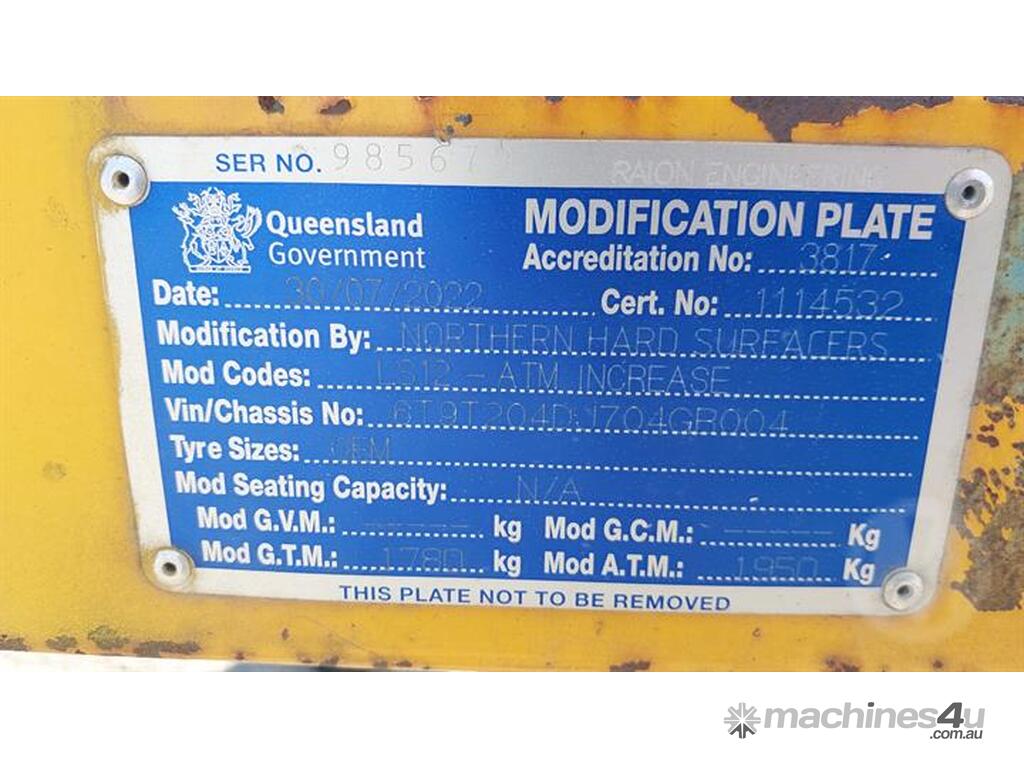 SER NO. 98567 RAION ENGINEERING
Queensland Government
MODIFICATION PLATE
Accreditation No: 3817
Date: 30/07/2022 Cert. No: 1114532
Modification By: NORTHERN HARD SURFACERS
Mod Codes: LS12 - ATM INCREASE
Vin/Chassis No:
Tyre Sizes: OEM
Mod Seating Capacity: N/A
Mod G.V.M.: ----- kg Mod G.C.M.: ----- Kg
Mod G.T.M.: 1780 kg Mod A.T.M.: 1950 Kg
THIS PLATE NOT TO BE REMOVED
machines4u
.com.au